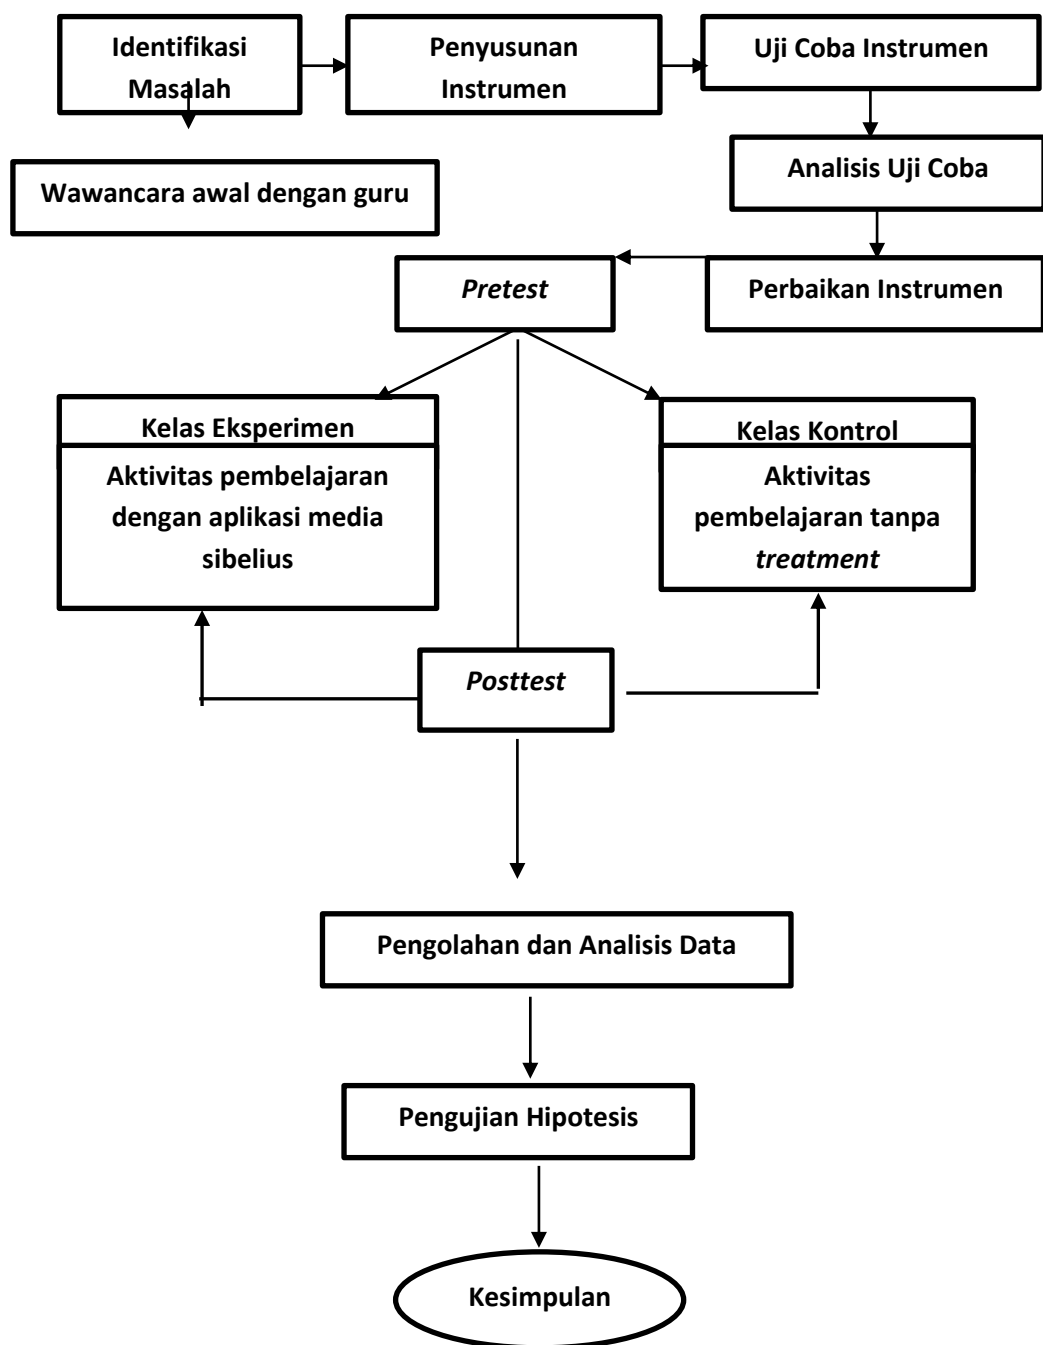 Identifikasi
Masalah
Penyusunan
Instrumen
Uji Coba Instrumen
Analisis Uji Coba
Wawancara awal dengan guru
Perbaikan Instrumen
Pretest
Kelas Eksperimen
Aktivitas pembelajaran
dengan aplikasi media
sibelius
Kelas Kontrol
Aktivitas
pembelajaran tanpa
treatment
Posttest
Pengolahan dan Analisis Data
Pengujian Hipotesis
Kesimpulan